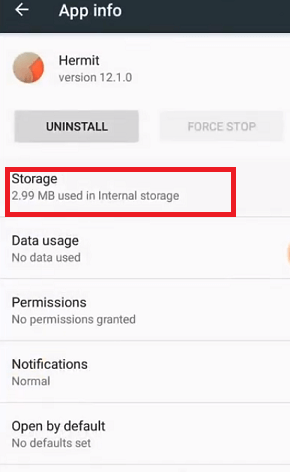 App info
Hermit
version 12.1.0
UNINSTALL
FORCE STOP
Storage
2.99 MB used in Internal storage
Data usage
No data used
Permissions
No permissions granted
Notifications
Normal
Open by default
No defaults set